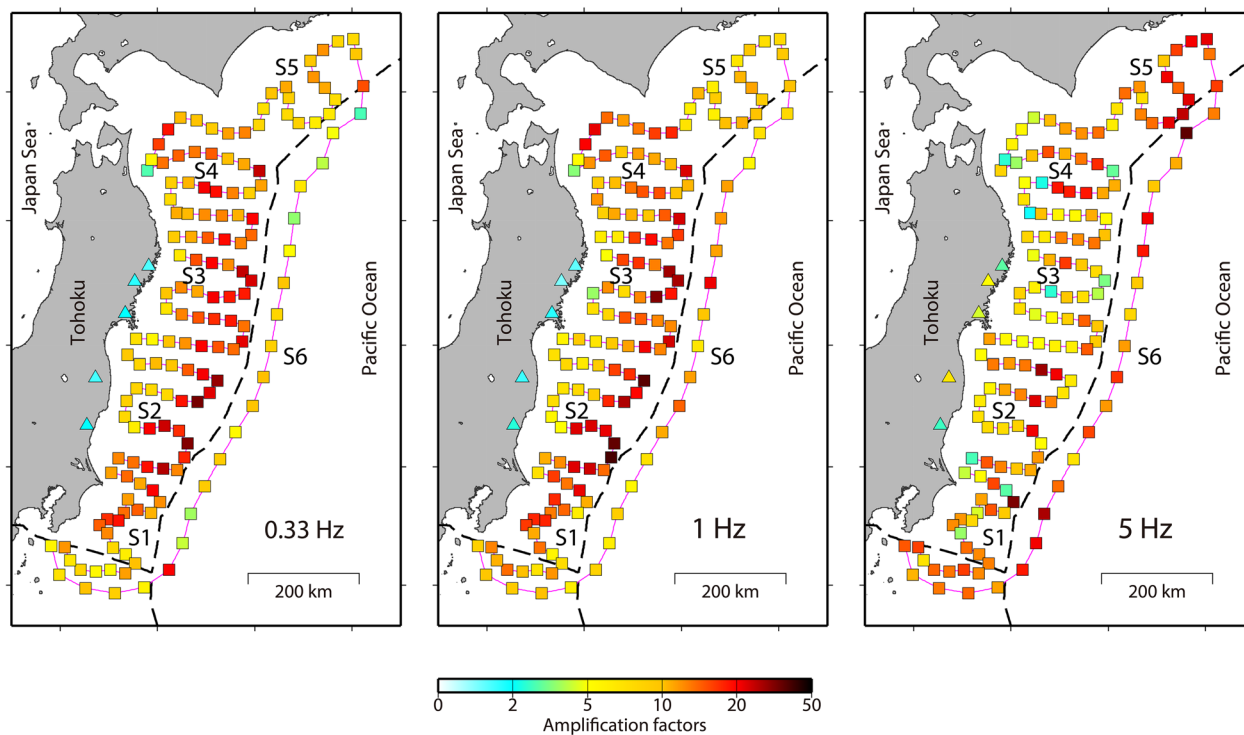 S5
S4
Japan Sea
S3
Tohoku
Pacific Ocean
S6
S2
S1
0.33 Hz
200 km
S5
S4
Japan Sea
S3
Tohoku
Pacific Ocean
S6
S2
S1
1 Hz
200 km
S5
S4
Japan Sea
S3
Tohoku
Pacific Ocean
S6
S2
S1
5 Hz
200 km
0 2 5 10 20 50
Amplification factors